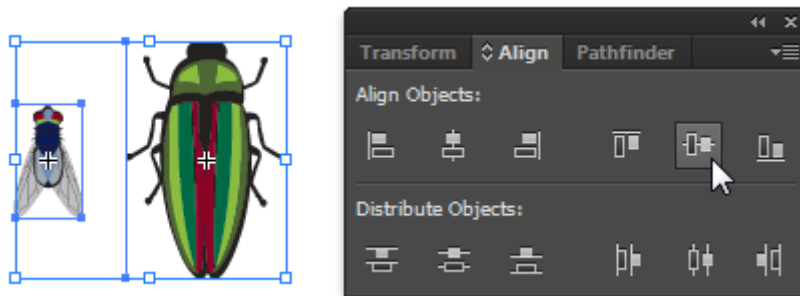 Transform Align Pathfinder
Align Objects:
Distribute Objects: